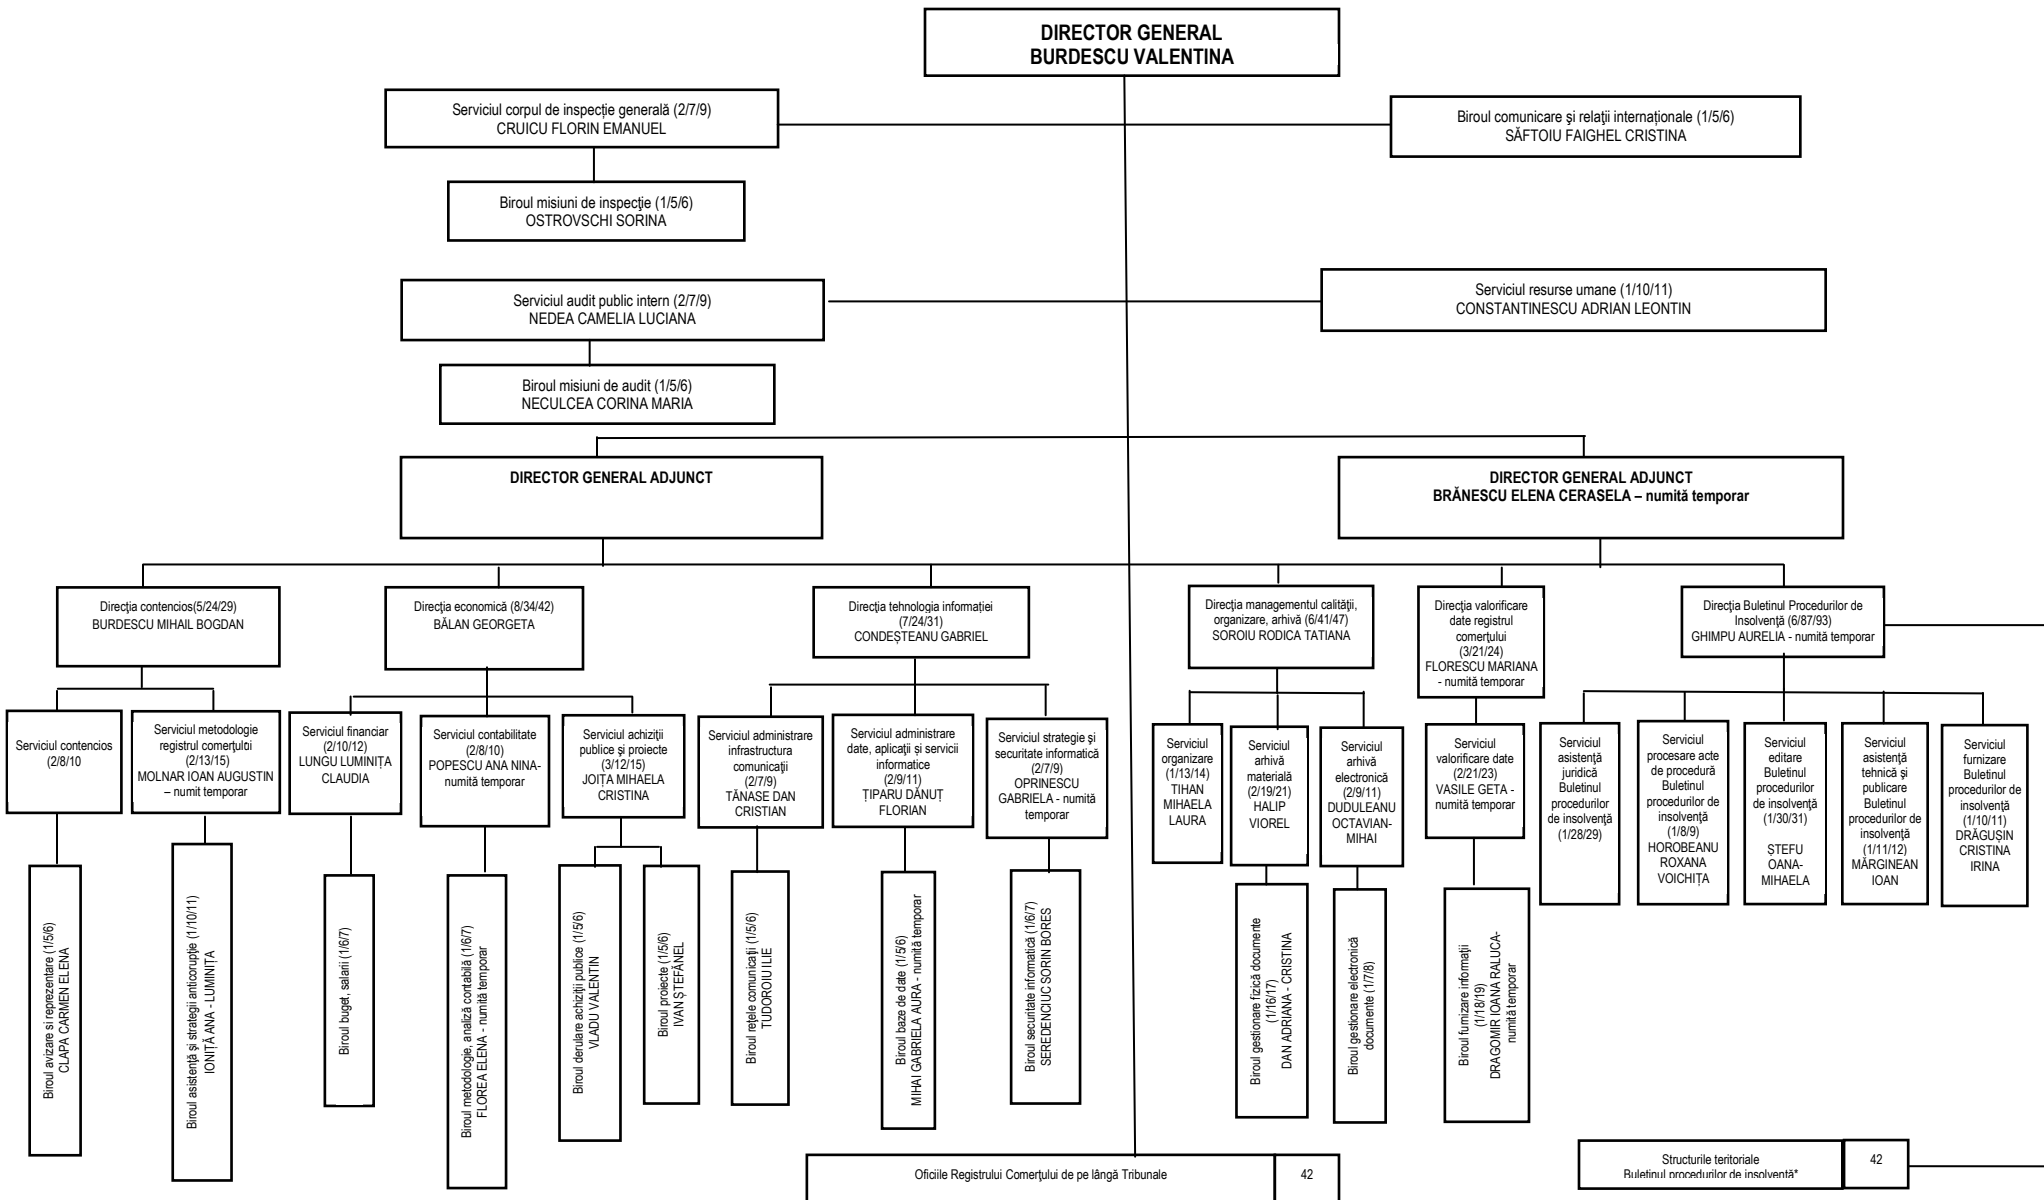 DIRECTOR GENERAL
BURDESCU VALENTINA
Serviciul corpul de inspecție generală (2/7/9)
CRUICU FLORIN EMANUEL
Biroul comunicare şi relaţii internaționale (1/5/6)
SĂFTOIU FAIGHEL CRISTINA
Biroul misiuni de inspecţie (1/5/6)
OSTROVSCHI SORINA
Serviciul audit public intern (2/7/9)
NEDEA CAMELIA LUCIANA
Serviciul resurse umane (1/10/11)
CONSTANTINESCU ADRIAN LEONTIN
Biroul misiuni de audit (1/5/6)
NECULCEA CORINA MARIA
DIRECTOR GENERAL ADJUNCT
DIRECTOR GENERAL ADJUNCT
BRĂNESCU ELENA CERASELA – numită temporar
Direcţia contencios(5/24/29)
BURDESCU MIHAIL BOGDAN
Direcţia economică (8/34/42)
BĂLAN GEORGETA
Direcţia tehnologia informației
(7/24/31)
CONDEȘTEANU GABRIEL
Direcţia managementul calităţii,
organizare, arhivă (6/41/47)
SOROIU RODICA TATIANA
Direcţia valorificare
date registrul
comerţului
(3/21/24)
FLORESCU MARIANA
- numită temporar
Direcţia Buletinul Procedurilor de
Insolvenţă (6/87/93)
GHIMPU AURELIA - numită temporar
Serviciul contencios
(2/8/10
Serviciul metodologie
registrul comerţului
(2/13/15)
MOLNAR IOAN AUGUSTIN
– numit temporar
Serviciul financiar
(2/10/12)
LUNGU LUMINIȚA
CLAUDIA
Serviciul contabilitate
(2/8/10)
POPESCU ANA NINA-
numită temporar
Serviciul achiziţii
publice şi proiecte
(3/12/15)
JOIȚA MIHAELA
CRISTINA
Serviciul administrare
infrastructura
comunicaţii
(2/7/9)
TĂNASE DAN
CRISTIAN
Serviciul administrare
date, aplicaţii și servicii
informatice
(2/9/11)
ȚIPARU DĂNUȚ
FLORIAN
Serviciul strategie şi
securitate informatică
(2/7/9)
OPRINESCU
GABRIELA - numită
temporar
Serviciul
organizare
(1/13/14)
TIHAN
MIHAELA
LAURA
Serviciul
arhivă
materială
(2/19/21)
HALIP
VIOREL
Serviciul
arhivă
electronică
(2/9/11)
DUDULEANU
OCTAVIAN-
MIHAI
Serviciul
valorificare date
(2/21/23)
VASILE GETA -
numită temporar
Serviciul
asistenţă
juridică
Buletinul
procedurilor
de insolvenţă
(1/28/29)
Serviciul
procesare acte
de procedură
Buletinul
procedurilor de
insolvenţă
(1/8/9)
HOROBEANU
ROXANA
VOICHIȚA
Serviciul
editare
Buletinul
procedurilor
de insolvenţă
(1/30/31)
ȘTEFU
OANA-
MIHAELA
Serviciul
asistenţă
tehnică şi
publicare
Buletinul
procedurilor de
insolvenţă
(1/11/12)
MĂRGINEAN
IOAN
Serviciul
furnizare
Buletinul
procedurilor de
insolvenţă
(1/10/11)
DRĂGUȘIN
CRISTINA
IRINA
Biroul avizare si reprezentare (1/5/6)
CLAPA CARMEN ELENA
Biroul asistenţă şi strategii anticorupţie (1/10/11)
IONIȚĂ ANA - LUMINIȚA
Biroul buget, salarii (1/6/7)
Biroul metodologie, analiză contabilă (1/6/7)
FLOREA ELENA - numită temporar
Biroul derulare achiziţii publice (1/5/6)
VLADU VALENTIN
Biroul proiecte (1/5/6)
IVAN ȘTEFĂNEL
Biroul reţele comunicaţii (1/5/6)
TUDOROIU ILIE
Biroul baze de date (1/5/6)
MIHAI GABRIELA AURA - numită temporar
Biroul securitate informatică (1/6/7)
SEREDENCIUC SORIN BORES
Biroul gestionare fizică documente
(1/16/17)
DAN ADRIANA - CRISTINA
Biroul gestionare electronică
documente (1/7/8)
Biroul furnizare informaţii
(1/18/19)
DRAGOMIR IOANA RALUCA-
numită temporar
Oficiile Registrului Comerţului de pe lângă Tribunale
42
Structurile teritoriale
Buletinul procedurilor de insolvenţă*
42